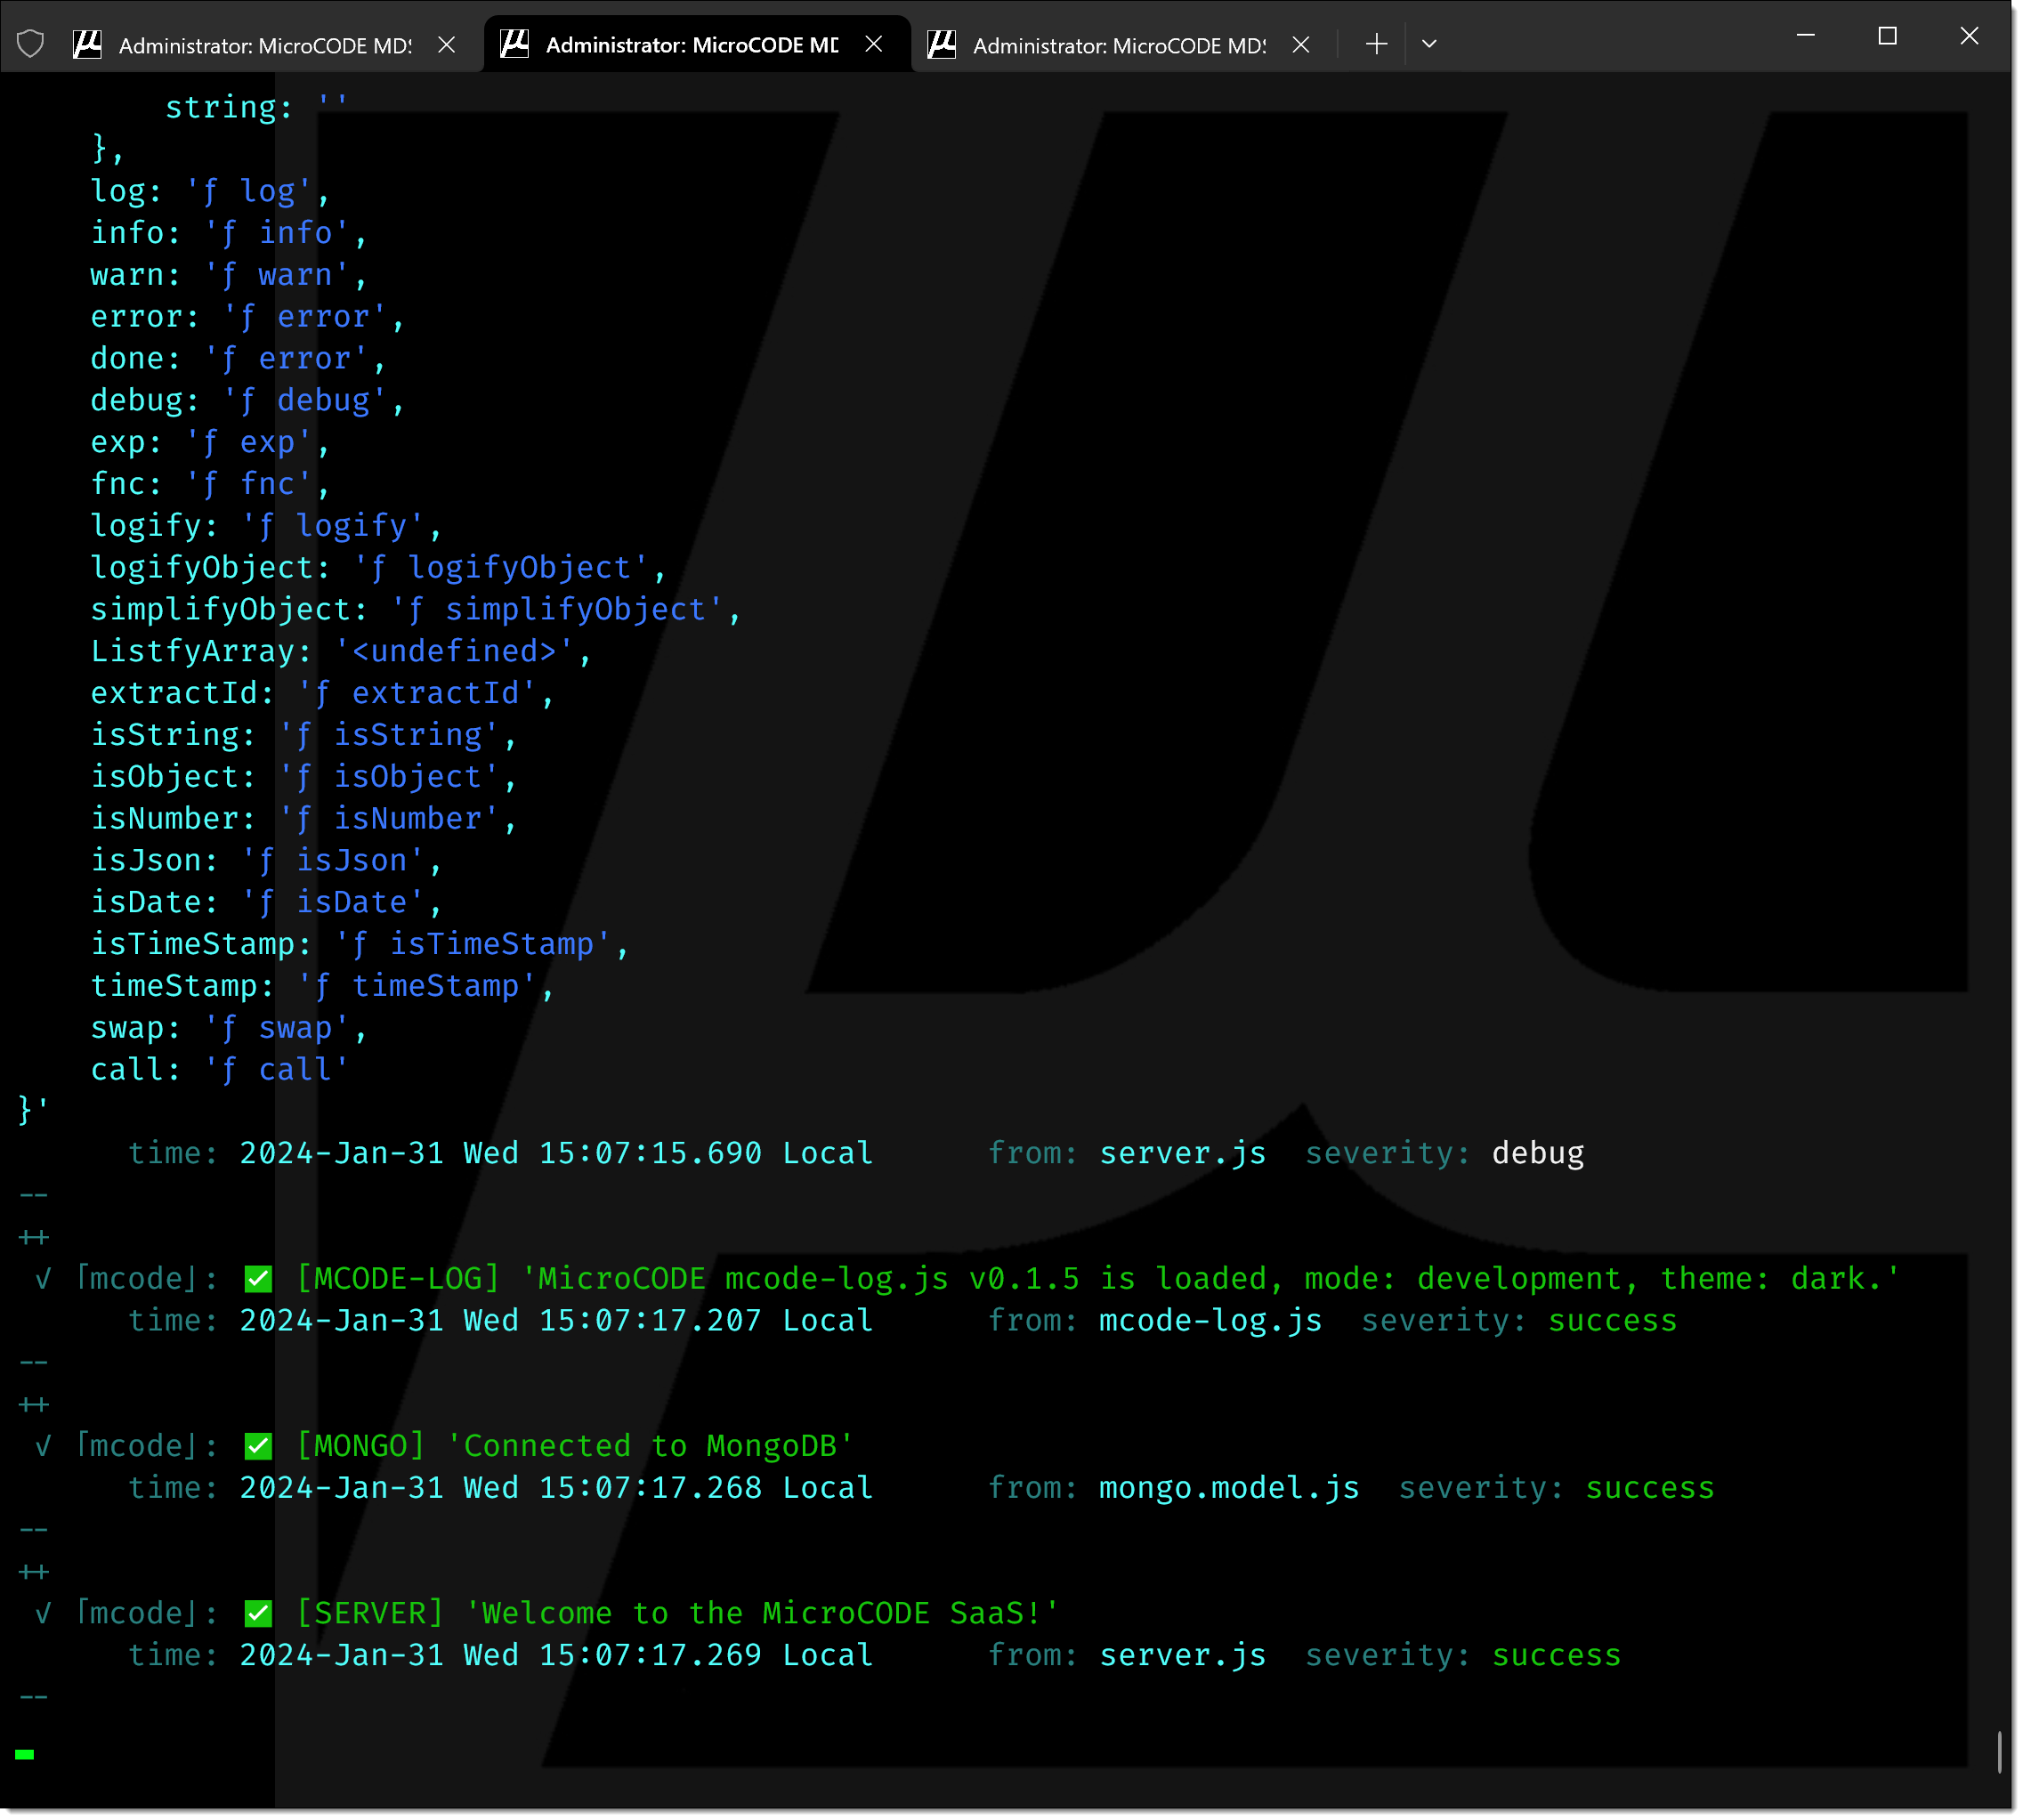 Administrator: MicroCODE MDS
Administrator: MicroCODE MD
Administrator: MicroCODE MDS
string: ''
},
log: 'ƒ log',
info: 'ƒ info',
warn: 'ƒ warn',
error: 'ƒ error',
done: 'ƒ error',
debug: 'ƒ debug',
exp: 'ƒ exp',
fnc: 'ƒ fnc',
logify: 'ƒ logify',
logifyObject: 'ƒ logifyObject',
simplifyObject: 'ƒ simplifyObject',
ListfyArray: '<undefined>',
extractId: 'ƒ extractId',
isString: 'ƒ isString',
isObject: 'ƒ isObject',
isNumber: 'ƒ isNumber',
isJson: 'ƒ isJson',
isDate: 'ƒ isDate',
isTimeStamp: 'ƒ isTimeStamp',
timeStamp: 'ƒ timeStamp',
swap: 'ƒ swap',
call: 'ƒ call'
}'
time: 2024-Jan-31 Wed 15:07:15.690 Local from: server.js severity: debug
--
++
√ ⌈mcode⌋: ✅ [MCODE-LOG] 'MicroCODE mcode-log.js v0.1.5 is loaded, mode: development, theme: dark.'
time: 2024-Jan-31 Wed 15:07:17.207 Local from: mcode-log.js severity: success
--
++
√ ⌈mcode⌋: ✅ [MONGO] 'Connected to MongoDB'
time: 2024-Jan-31 Wed 15:07:17.268 Local from: mongo.model.js severity: success
--
++
√ ⌈mcode⌋: ✅ [SERVER] 'Welcome to the MicroCODE SaaS!'
time: 2024-Jan-31 Wed 15:07:17.269 Local from: server.js severity: success
--